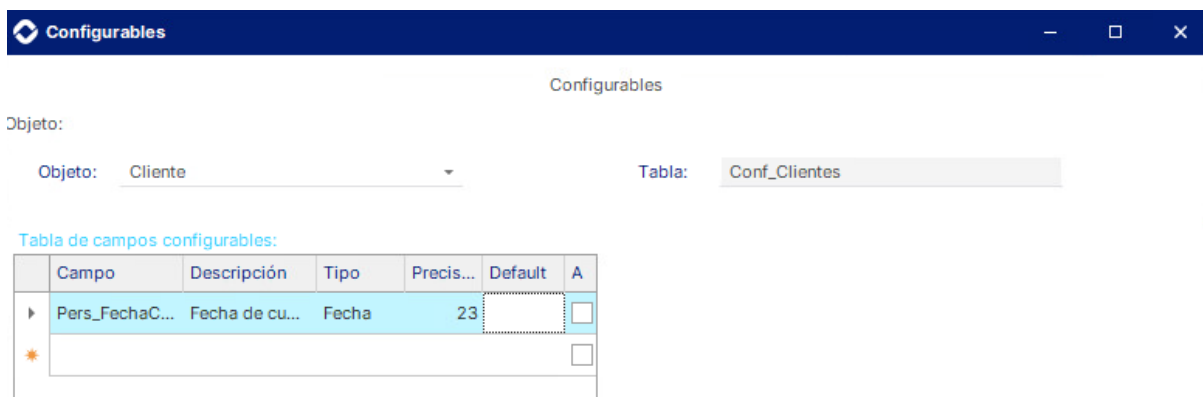 Configurables
Configurables
Objeto:
Objeto: Cliente Tabla: Conf_Clientes
Tabla de campos configurables:
Campo Descripción Tipo Precis... Default A
Pers_FechaC... Fecha de cu... Fecha 23